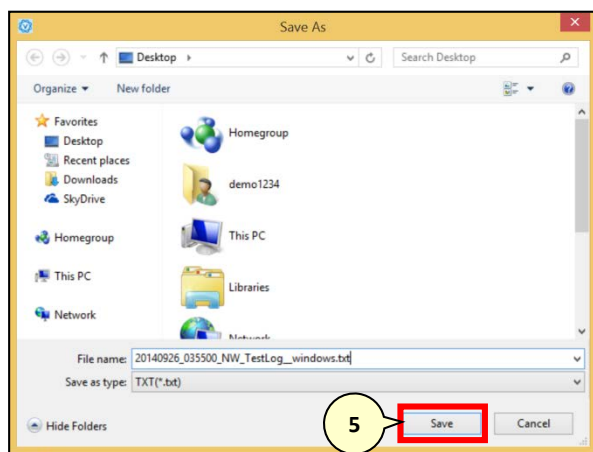 Save As
Desktop
Search Desktop
Organize
New folder
Favorites
Desktop
Recent places
Downloads
SkyDrive
Homegroup
This PC
Network
Homegroup
demo1234
This PC
Libraries
Network
File name: 20140926_035500_NW_TestLog__windows.txt
Save as type: TXT(*.txt)
Hide Folders
5
Save
Cancel